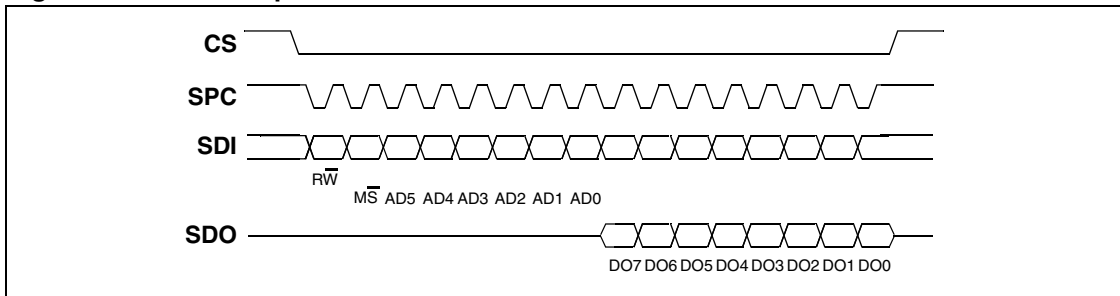 CS
SPC
SDI
RW̅
MS̅ AD5 AD4 AD3 AD2 AD1 AD0
SDO
DO7 DO6 DO5 DO4 DO3 DO2 DO1 DO0